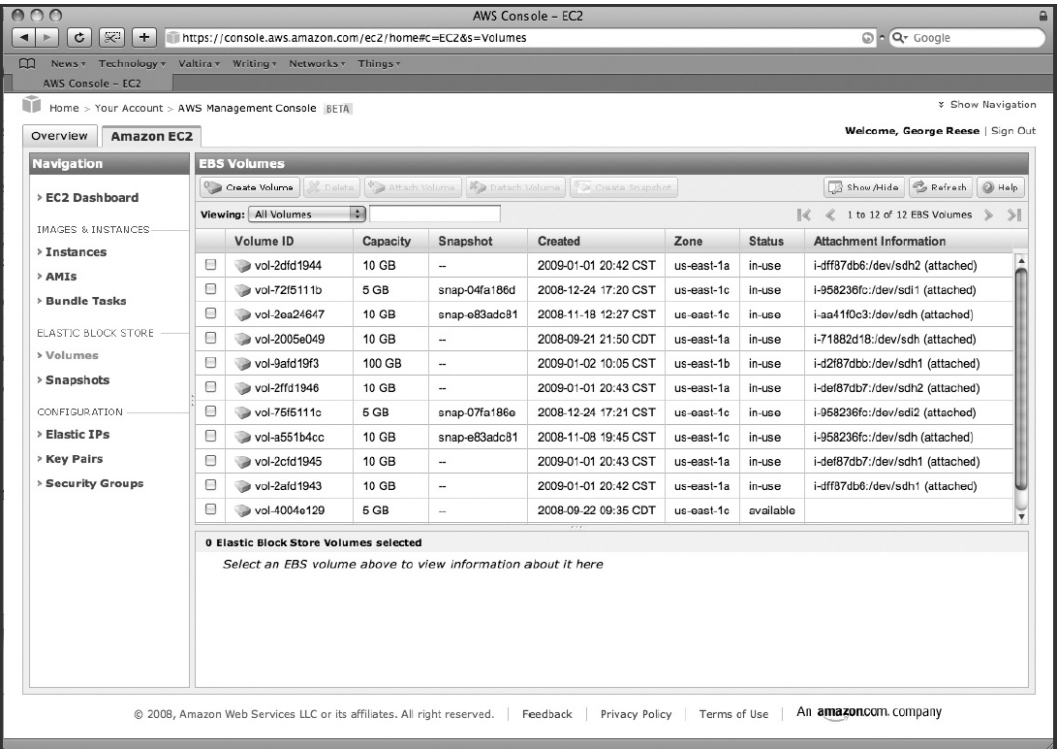 AWS Console – EC2
https://console.aws.amazon.com/ec2/home#c=EC2&s=Volumes
Google
News Technology Valtira Writing Networks Things
AWS Console – EC2
Home > Your Account > AWS Management Console BETA
Show Navigation
Overview Amazon EC2
Welcome, George Reese | Sign Out
Navigation
EC2 Dashboard
IMAGES & INSTANCES
Instances
AMIs
Bundle Tasks
ELASTIC BLOCK STORE
Volumes
Snapshots
CONFIGURATION
Elastic IPs
Key Pairs
Security Groups
EBS Volumes
Create Volume Delete Attach Volume Detach Volume Create Snapshot Show/Hide Refresh Help
Viewing: All Volumes 1 to 12 of 12 EBS Volumes
Volume ID Capacity Snapshot Created Zone Status Attachment Information
vol-2dfd1944 10 GB -- 2009-01-01 20:42 CST us-east-1a in-use i-dff87db6:/dev/sdh2 (attached)
vol-72f5111b 5 GB snap-04fa186d 2008-12-24 17:20 CST us-east-1c in-use i-958236fc:/dev/sdi1 (attached)
vol-2ea24647 10 GB snap-e83adc81 2008-11-18 12:27 CST us-east-1c in-use i-aa41f0c3:/dev/sdh (attached)
vol-2005e049 10 GB -- 2008-09-21 21:50 CDT us-east-1a in-use i-71882d18:/dev/sdh (attached)
vol-9afd19f3 100 GB -- 2009-01-02 10:05 CST us-east-1b in-use i-d2f87dbb:/dev/sdh1 (attached)
vol-2ffd1946 10 GB -- 2009-01-01 20:43 CST us-east-1a in-use i-def87db7:/dev/sdh2 (attached)
vol-75f5111c 5 GB snap-07fa186e 2008-12-24 17:21 CST us-east-1c in-use i-958236fc:/dev/sdi2 (attached)
vol-a551b4cc 10 GB snap-e83adc81 2008-11-08 19:45 CST us-east-1c in-use i-958236fc:/dev/sdh (attached)
vol-2cfd1945 10 GB -- 2009-01-01 20:43 CST us-east-1a in-use i-def87db7:/dev/sdh1 (attached)
vol-2afd1943 10 GB -- 2009-01-01 20:42 CST us-east-1a in-use i-dff87db6:/dev/sdh1 (attached)
vol-4004e129 5 GB -- 2008-09-22 09:35 CDT us-east-1c available
0 Elastic Block Store Volumes selected
Select an EBS volume above to view information about it here
© 2008, Amazon Web Services LLC or its affiliates. All right reserved. | Feedback | Privacy Policy | Terms of Use | An amazon.com. company